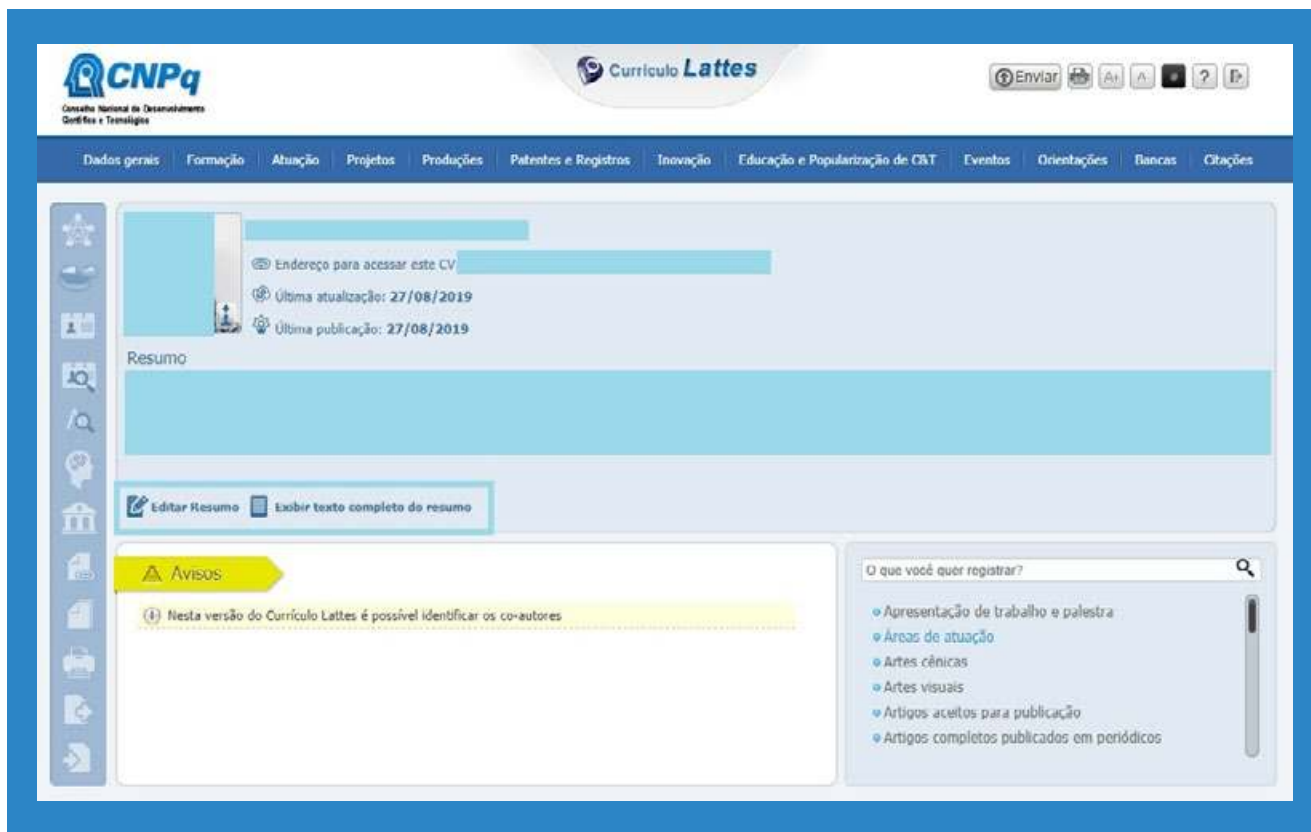 CNPq
Conselho Nacional de Desenvolvimento
Científico e Tecnológico
Currículo Lattes
Enviar A+ A- ?
Dados gerais Formação Atuação Projetos Produções Patentes e Registros Inovação Educação e Popularização de C&T Eventos Orientações Bancas Citações
Endereço para acessar este CV
Última atualização: 27/08/2019
Última publicação: 27/08/2019
Resumo
Editar Resumo Exibir texto completo do resumo
Avisos
Nesta versão do Currículo Lattes é possível identificar os co-autores
O que você quer registrar?
Apresentação de trabalho e palestra
Áreas de atuação
Artes cênicas
Artes visuais
Artigos aceitos para publicação
Artigos completos publicados em periódicos